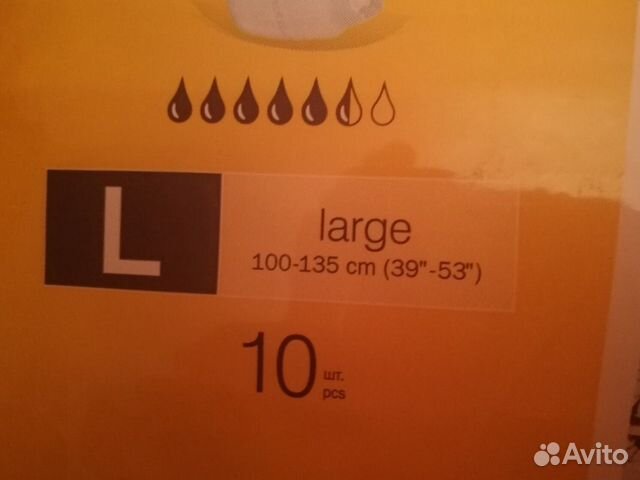 L
large
100-135 cm (39"-53")
10 шт.
pcs
Avito